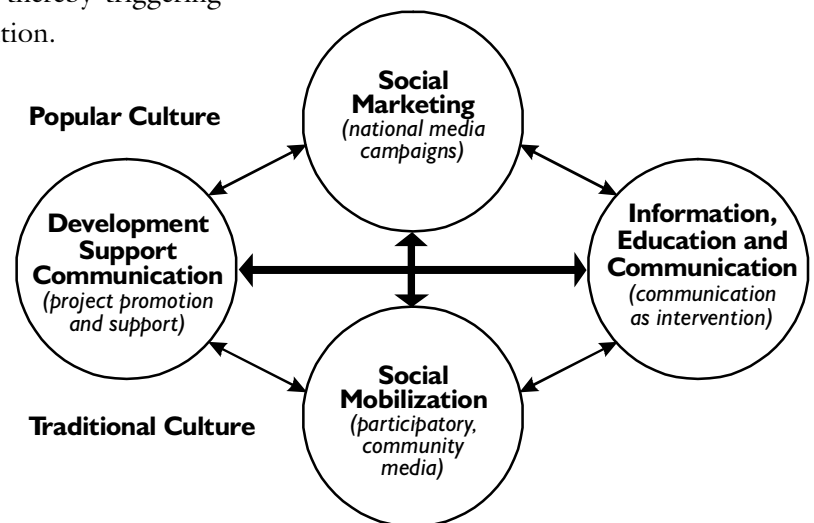 thereby triggering
tion.
Social
Marketing
(national media
campaigns)
Popular Culture
Development
Support
Communication
(project promotion
and support)
Information,
Education and
Communication
(communication
as intervention)
Social
Mobilization
(participatory,
community
media)
Traditional Culture